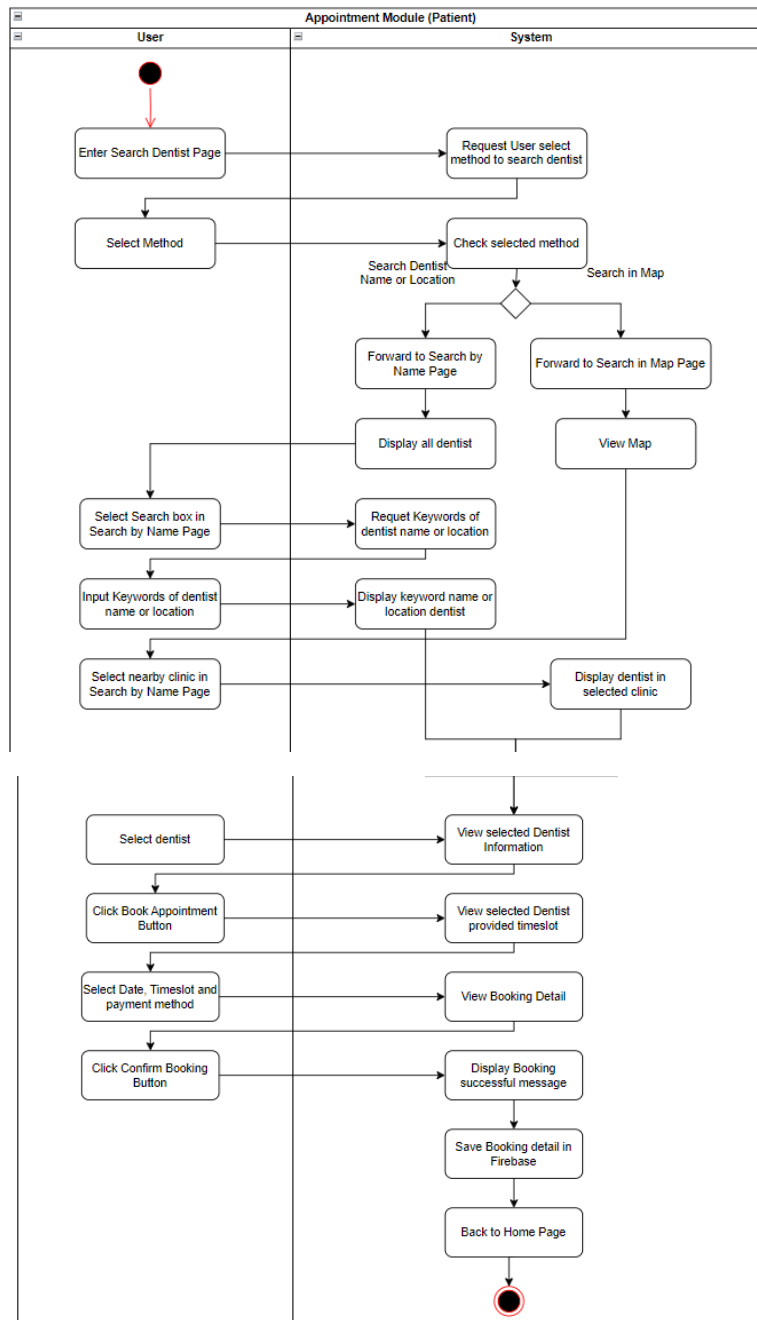 Appointment Module (Patient)
User
System
Enter Search Dentist Page
Request User select
method to search dentist
Select Method
Check selected method
Search Dentist
Name or Location
Search in Map
Forward to Search by
Name Page
Forward to Search in Map Page
Display all dentist
View Map
Select Search box in
Search by Name Page
Requet Keywords of
dentist name or location
Input Keywords of dentist
name or location
Display keyword name or
location dentist
Select nearby clinic in
Search by Name Page
Display dentist in
selected clinic
Select dentist
View selected Dentist
Information
Click Book Appointment
Button
View selected Dentist
provided timeslot
Select Date, Timeslot and
payment method
View Booking Detail
Click Confirm Booking
Button
Display Booking
successful message
Save Booking detail in
Firebase
Back to Home Page